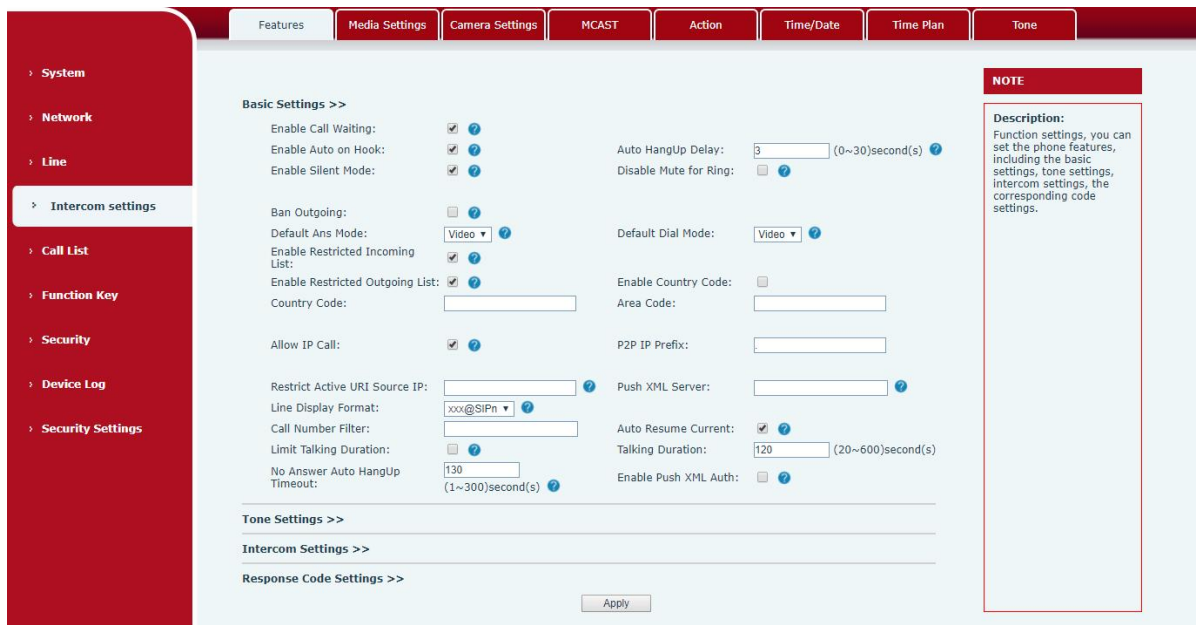 Features
Media Settings
Camera Settings
MCAST
Action
Time/Date
Time Plan
Tone
› System
› Network
› Line
› Intercom settings
› Call List
› Function Key
› Security
› Device Log
› Security Settings
Basic Settings >>
Enable Call Waiting: ?
Enable Auto on Hook: ? Auto HangUp Delay: 3 (0~30)second(s) ?
Enable Silent Mode: ? Disable Mute for Ring: ?
Ban Outgoing: ?
Default Ans Mode: Video ▾ ? Default Dial Mode: Video ▾ ?
Enable Restricted Incoming
List: ?
Enable Restricted Outgoing List: ? Enable Country Code:
Country Code: Area Code:
Allow IP Call: ? P2P IP Prefix: .
Restrict Active URI Source IP: ? Push XML Server: ?
Line Display Format: xxx@SIPn ▾ ?
Call Number Filter: Auto Resume Current: ?
Limit Talking Duration: ? Talking Duration: 120 (20~600)second(s)
No Answer Auto HangUp
Timeout: 130
(1~300)second(s) ? Enable Push XML Auth: ?
Tone Settings >>
Intercom Settings >>
Response Code Settings >>
Apply
NOTE
Description:
Function settings, you can
set the phone features,
including the basic
settings, tone settings,
intercom settings, the
corresponding code
settings.